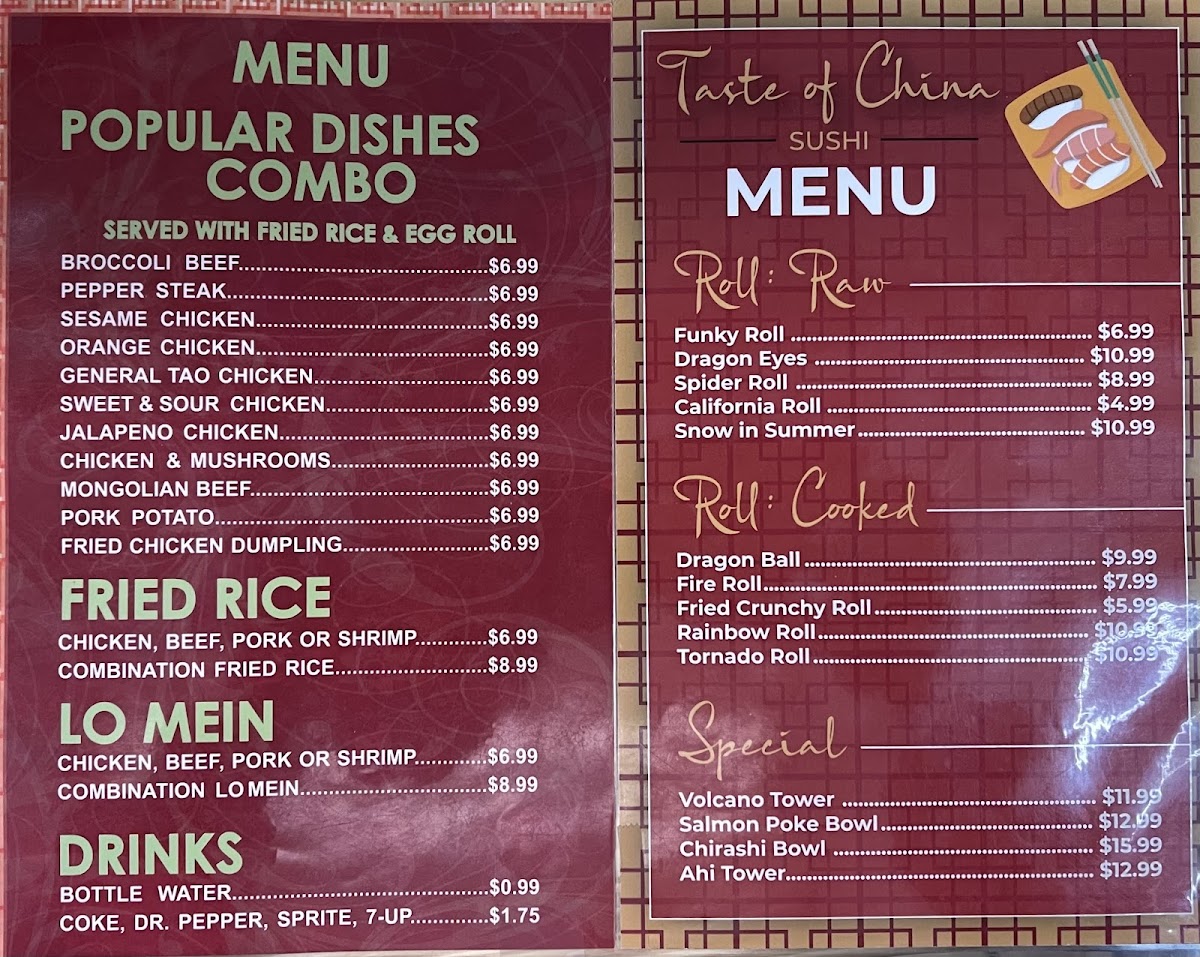 MENU
POPULAR DISHES
COMBO
SERVED WITH FRIED RICE & EGG ROLL
BROCCOLI BEEF.....$6.99
PEPPER STEAK.....$6.99
SESAME CHICKEN.....$6.99
ORANGE CHICKEN.....$6.99
GENERAL TAO CHICKEN.....$6.99
SWEET & SOUR CHICKEN.....$6.99
JALAPENO CHICKEN.....$6.99
CHICKEN & MUSHROOMS.....$6.99
MONGOLIAN BEEF.....$6.99
PORK POTATO.....$6.99
FRIED CHICKEN DUMPLING.....$6.99
FRIED RICE
CHICKEN, BEEF, PORK OR SHRIMP.....$6.99
COMBINATION FRIED RICE.....$8.99
LO MEIN
CHICKEN, BEEF, PORK OR SHRIMP.....$6.99
COMBINATION LO MEIN.....$8.99
DRINKS
BOTTLE WATER.....$0.99
COKE, DR. PEPPER, SPRITE, 7-UP.....$1.75
Taste of China
SUSHI
MENU
Roll: Raw
Funky Roll ..... $6.99
Dragon Eyes ..... $10.99
Spider Roll ..... $8.99
California Roll ..... $4.99
Snow in Summer..... $10.99
Roll: Cooked
Dragon Ball ..... $9.99
Fire Roll..... $7.99
Fried Crunchy Roll..... $5.99
Rainbow Roll..... $10.99
Tornado Roll..... $10.99
Special
Volcano Tower ..... $11.99
Salmon Poke Bowl..... $12.99
Chirashi Bowl ..... $15.99
Ahi Tower..... $12.99